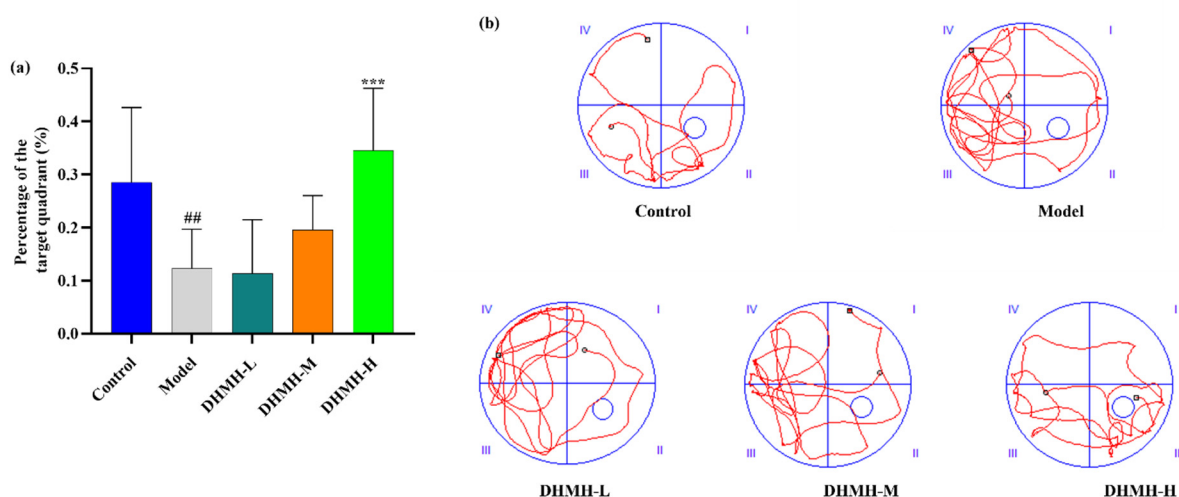 (a)
Percentage of the
target quadrant (%)
0.5
0.4
0.3
0.2
0.1
0.0
##
***
Control
Model
DHMH-L
DHMH-M
DHMH-H
(b)
IV I
III II
Control
IV I
III II
Model
IV I
III II
DHMH-L
IV I
III II
DHMH-M
IV I
III II
DHMH-H